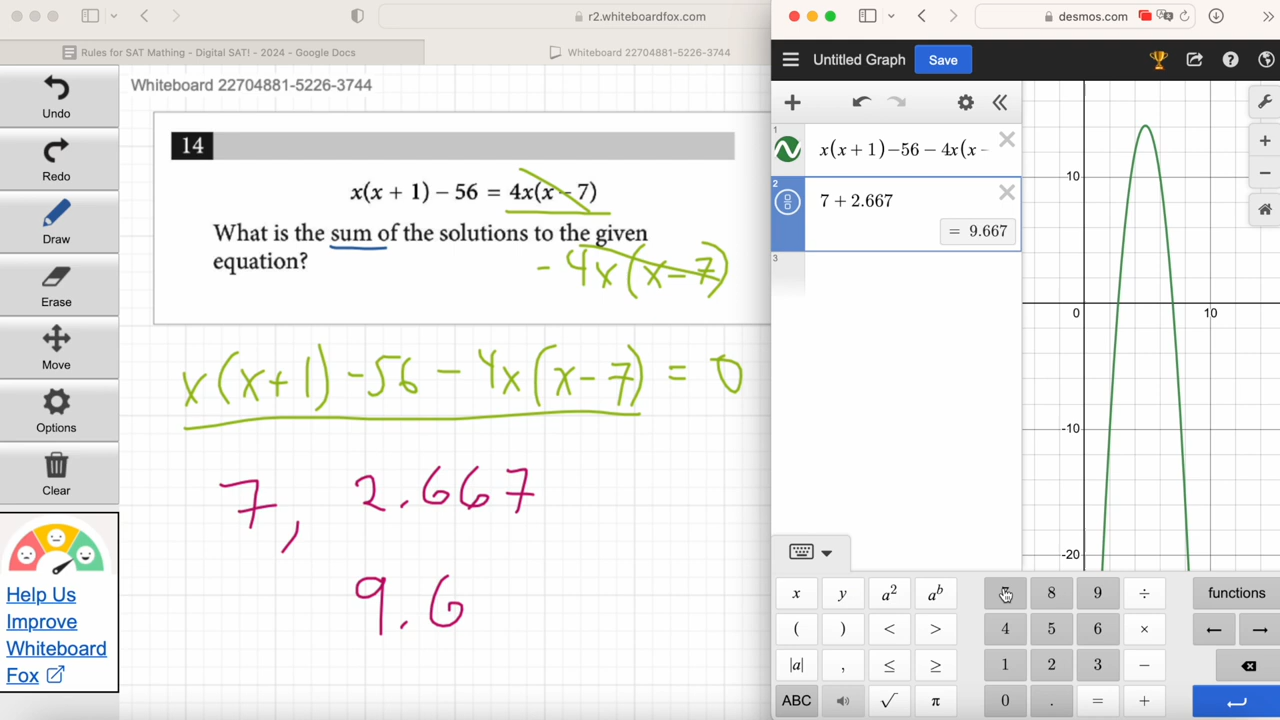 r2.whiteboardfox.com
desmos.com
Rules for SAT Mathing - Digital SAT! - 2024 - Google Docs
Whiteboard 22704881-5226-3744
Whiteboard 22704881-5226-3744
Undo
Redo
Draw
Erase
Move
Options
Clear
Help Us
Improve
Whiteboard
Fox
14
x(x + 1) − 56 = 4x(x − 7)
What is the sum of the solutions to the given
equation?
- 4x(x-7)
x(x+1) -56 - 4x(x-7) = 0
7, 2.667
9.6
Untitled Graph
Save
1
x(x+1)−56−4x(x−
2
7+2.667
= 9.667
3
10
0
10
-10
-20
x y a² aᵇ 7 8 9 ÷ functions
( ) < > 4 5 6 × ← →
|a| , ≤ ≥ 1 2 3 −
ABC √ π 0 . = +